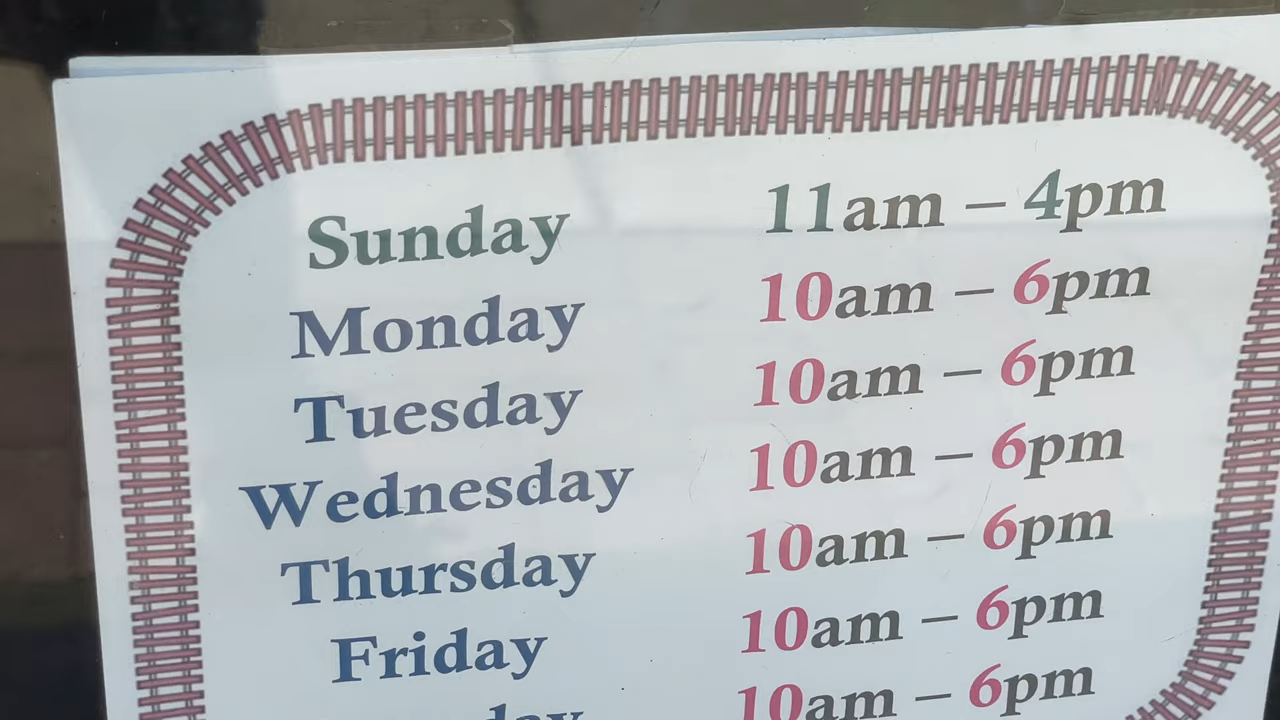 Sunday 11am – 4pm
Monday 10am – 6pm
Tuesday 10am – 6pm
Wednesday 10am – 6pm
Thursday 10am – 6pm
Friday 10am – 6pm
10am – 6pm